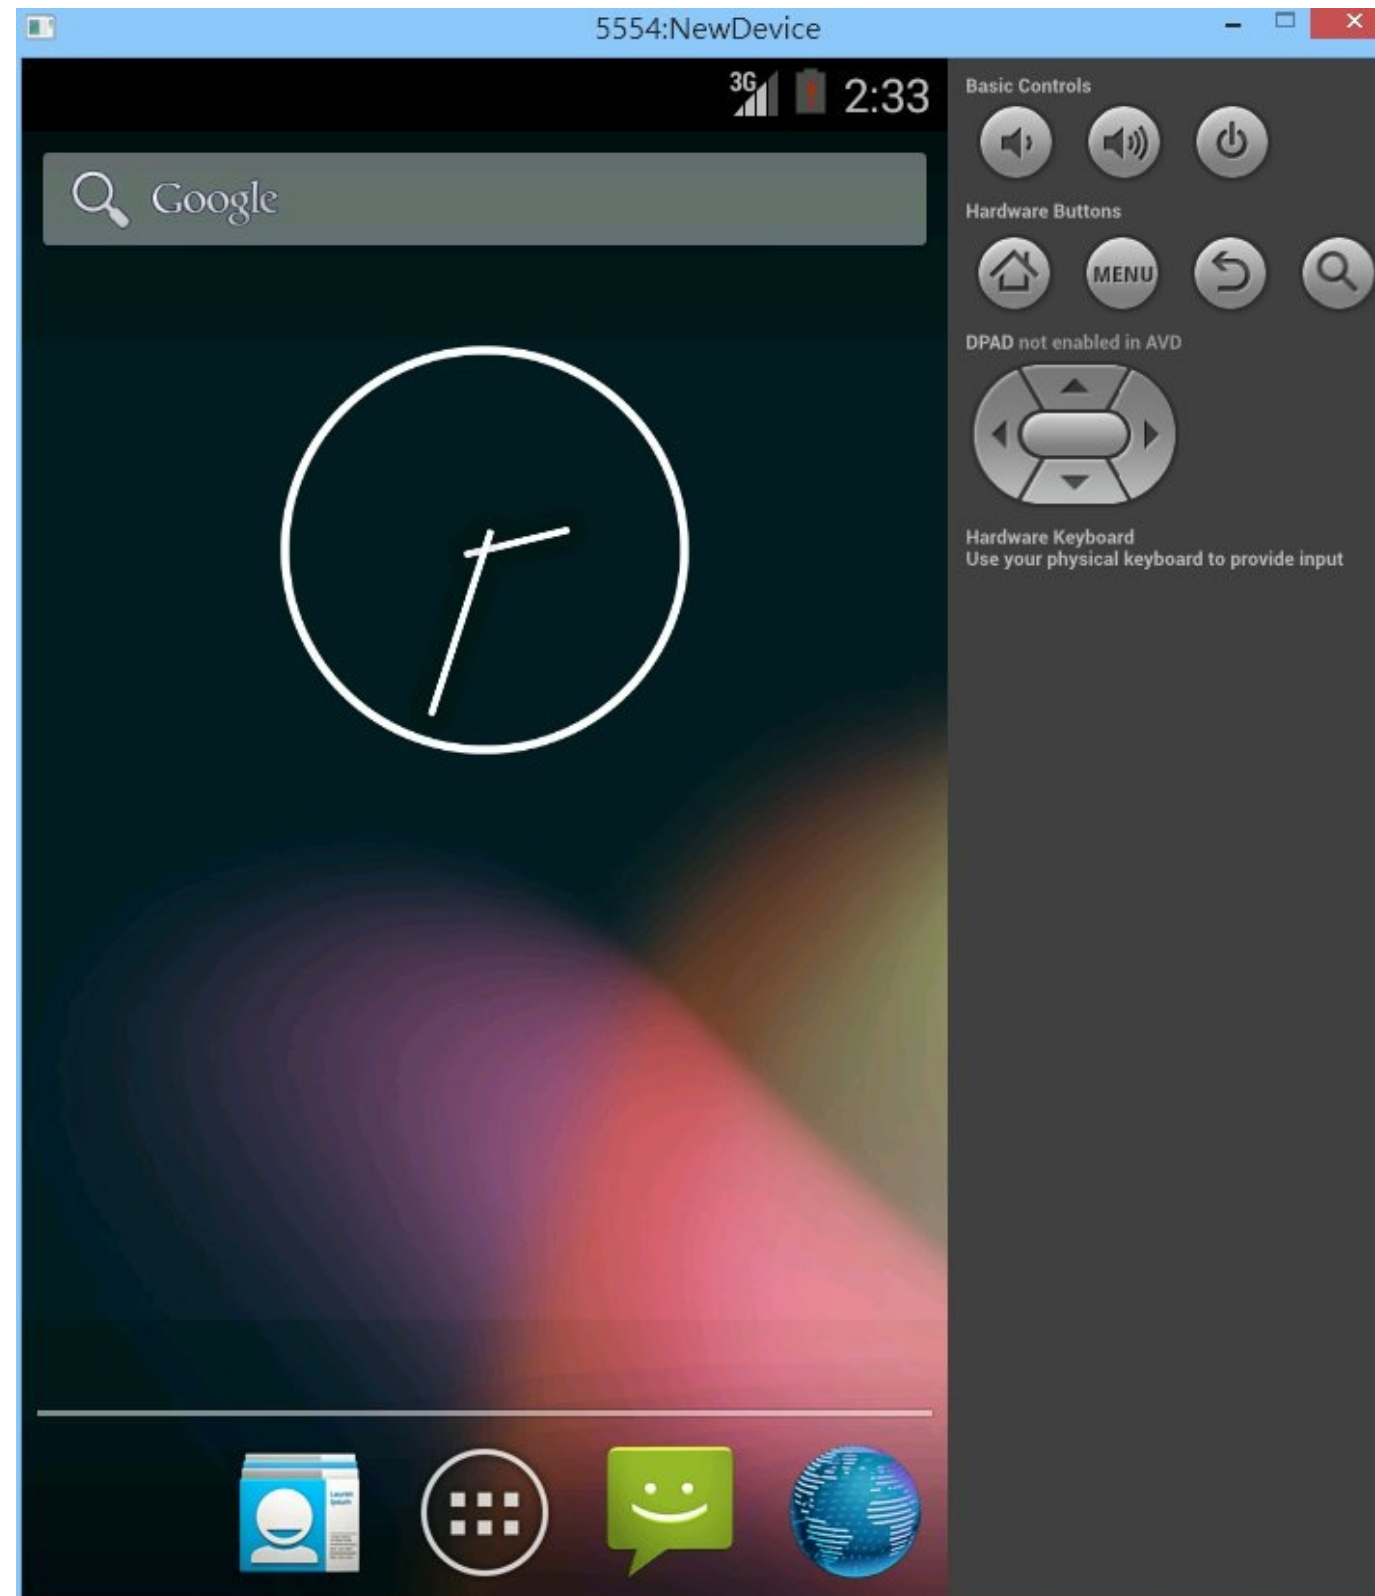 5554:NewDevice
3G 2:33
Google
Basic Controls
Hardware Buttons
MENU
DPAD not enabled in AVD
Hardware Keyboard
Use your physical keyboard to provide input